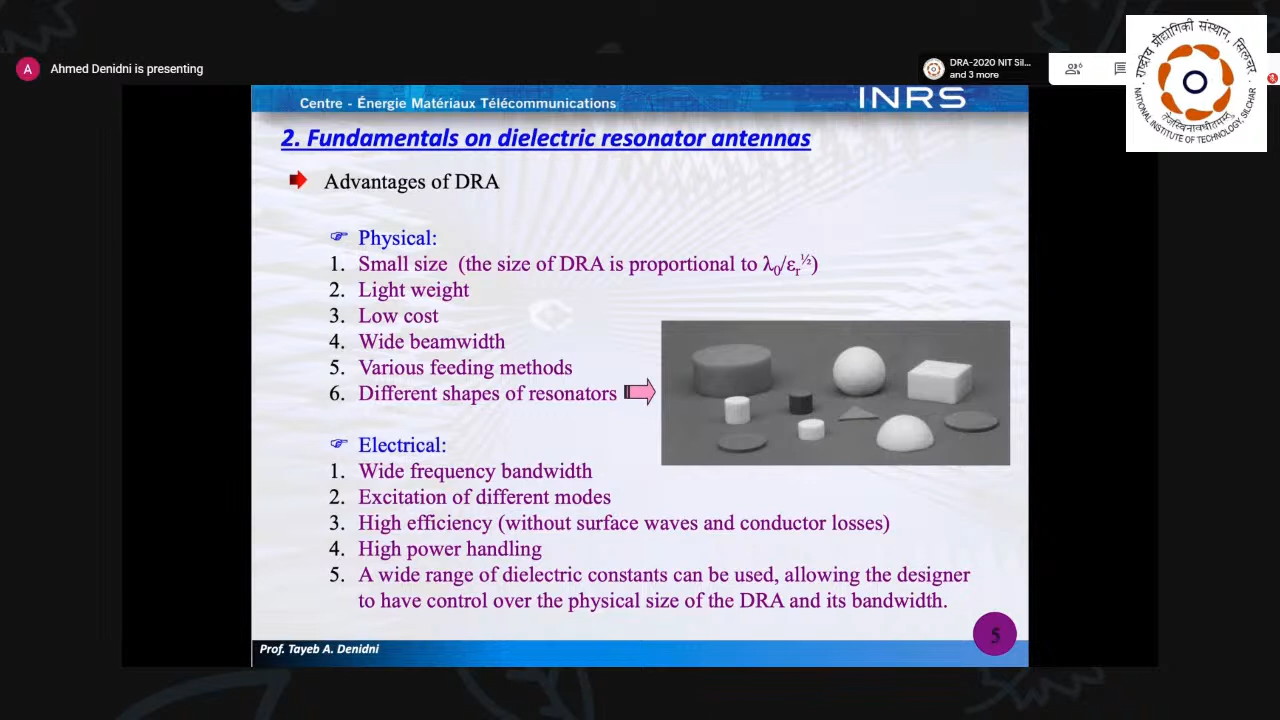 A
Ahmed Denidni is presenting
DRA-2020 NIT Sil...
and 3 more
6
राष्ट्रीय प्रौद्योगिकी संस्थान, सिलचर
NATIONAL INSTITUTE OF TECHNOLOGY, SILCHAR
Centre - Énergie Matériaux Télécommunications
INRS
2. Fundamentals on dielectric resonator antennas
Advantages of DRA
Physical:
1. Small size (the size of DRA is proportional to λ₀/εᵣ^½)
2. Light weight
3. Low cost
4. Wide beamwidth
5. Various feeding methods
6. Different shapes of resonators
Electrical:
1. Wide frequency bandwidth
2. Excitation of different modes
3. High efficiency (without surface waves and conductor losses)
4. High power handling
5. A wide range of dielectric constants can be used, allowing the designer
to have control over the physical size of the DRA and its bandwidth.
5
Prof. Tayeb A. Denidni